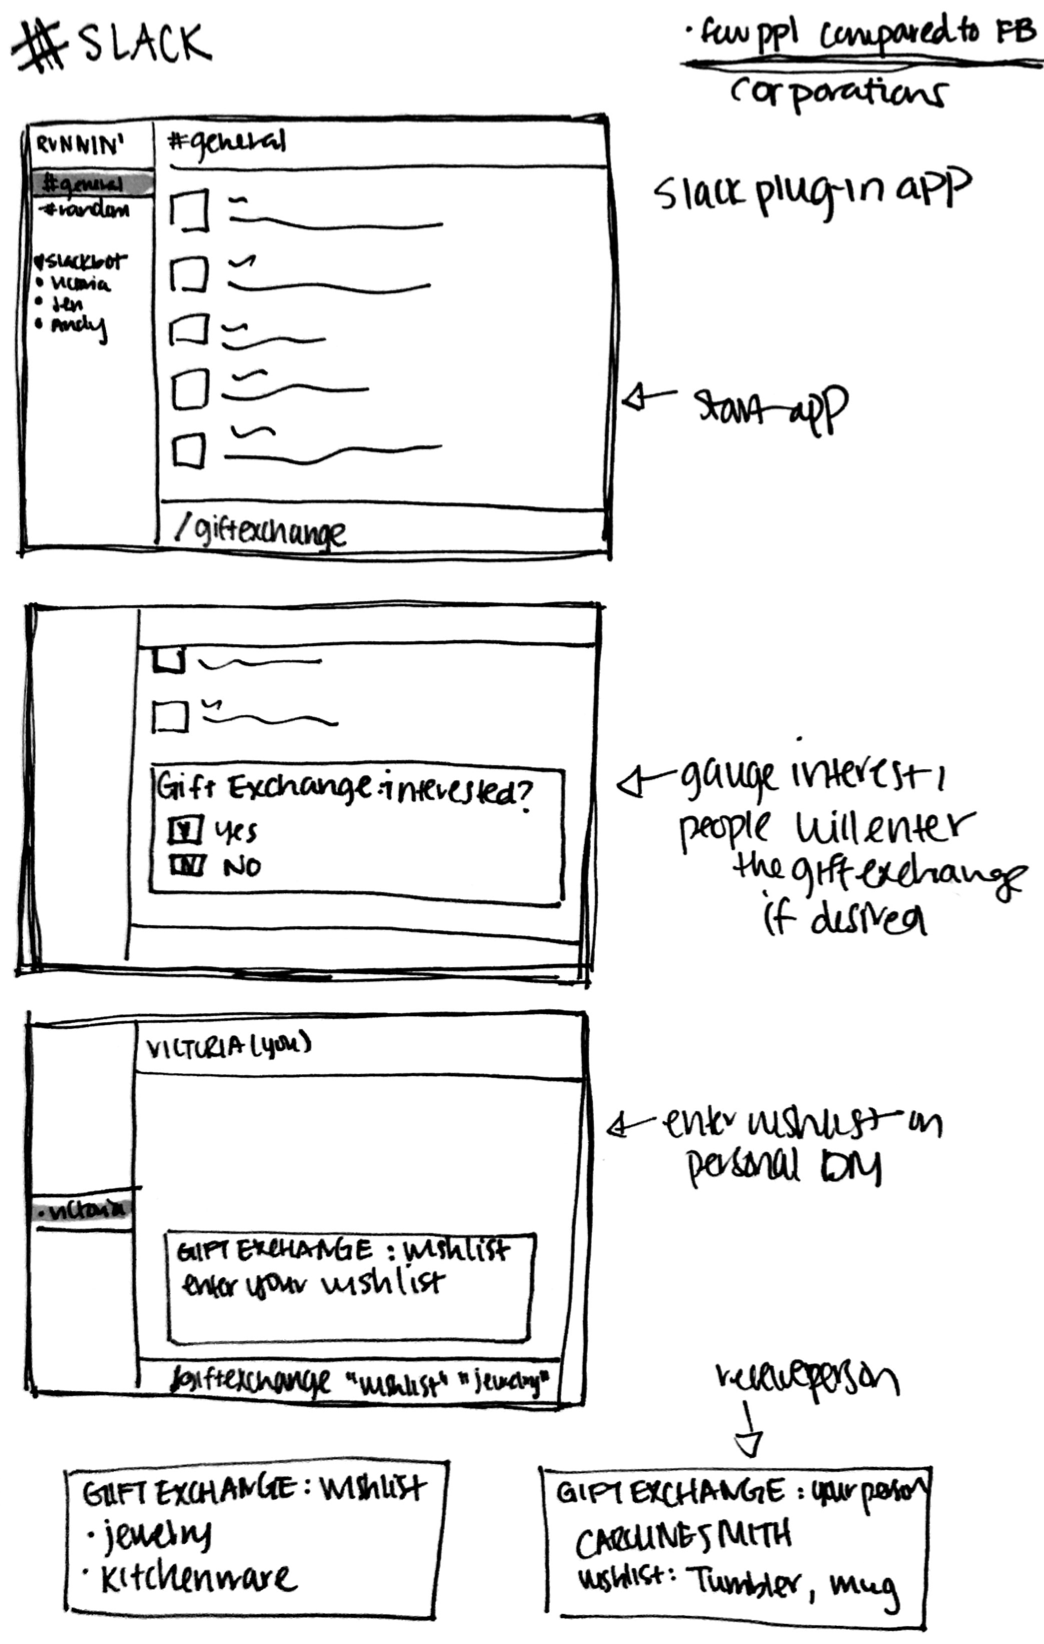 # SLACK
· few ppl compared to FB
corporations
RUNNIN'
#general
#general
#random
slackbot
• victoria
• Jen
• Andy
/giftexchange
Slack plug-in app
start app
Gift Exchange: interested?
Y Yes
N NO
gauge interest,
people will enter
the gift exchange
if desired
VICTORIA (you)
• victoria
GIFT EXCHANGE : wishlist
enter your wishlist
/giftexchange "wishlist" "jewelry"
enter wishlist on
personal DM
receive person
GIFT EXCHANGE : wishlist
· jewelry
· kitchenware
GIFT EXCHANGE : your person
CAROLINE SMITH
wishlist: Tumbler, mug